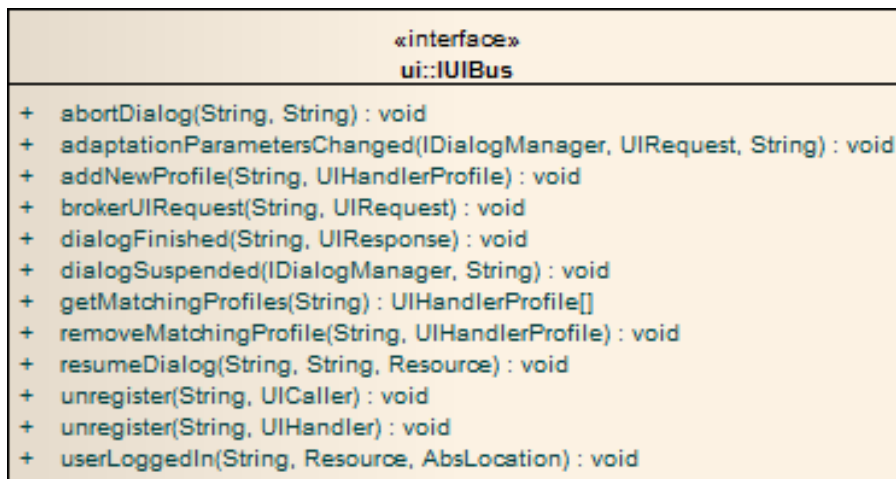 «interface»
ui::IUIBus
+ abortDialog(String, String) : void
+ adaptationParametersChanged(IDialogManager, UIRequest, String) : void
+ addNewProfile(String, UIHandlerProfile) : void
+ brokerUIRequest(String, UIRequest) : void
+ dialogFinished(String, UIResponse) : void
+ dialogSuspended(IDialogManager, String) : void
+ getMatchingProfiles(String) : UIHandlerProfile[]
+ removeMatchingProfile(String, UIHandlerProfile) : void
+ resumeDialog(String, String, Resource) : void
+ unregister(String, UICaller) : void
+ unregister(String, UIHandler) : void
+ userLoggedIn(String, Resource, AbsLocation) : void